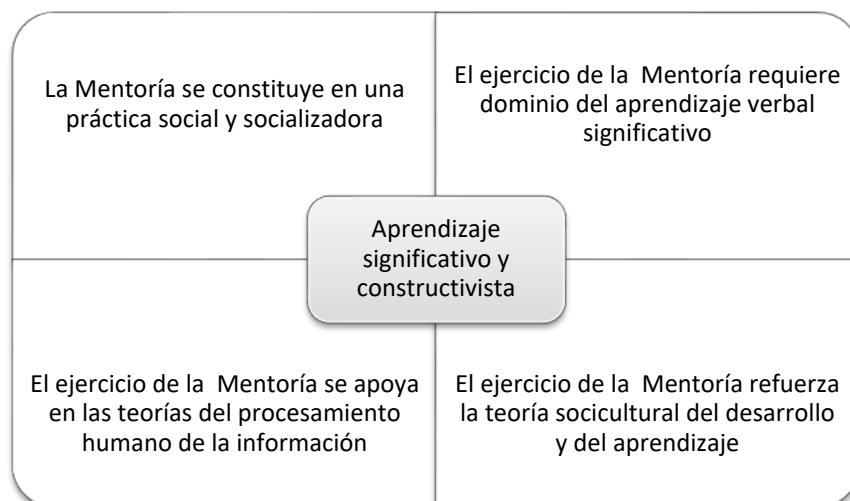 La Mentoría se constituye en una
práctica social y socializadora
El ejercicio de la Mentoría requiere
dominio del aprendizaje verbal
significativo
Aprendizaje
significativo y
constructivista
El ejercicio de la Mentoría se apoya
en las teorías del procesamiento
humano de la información
El ejercicio de la Mentoría refuerza
la teoría socicultural del desarrollo
y del aprendizaje